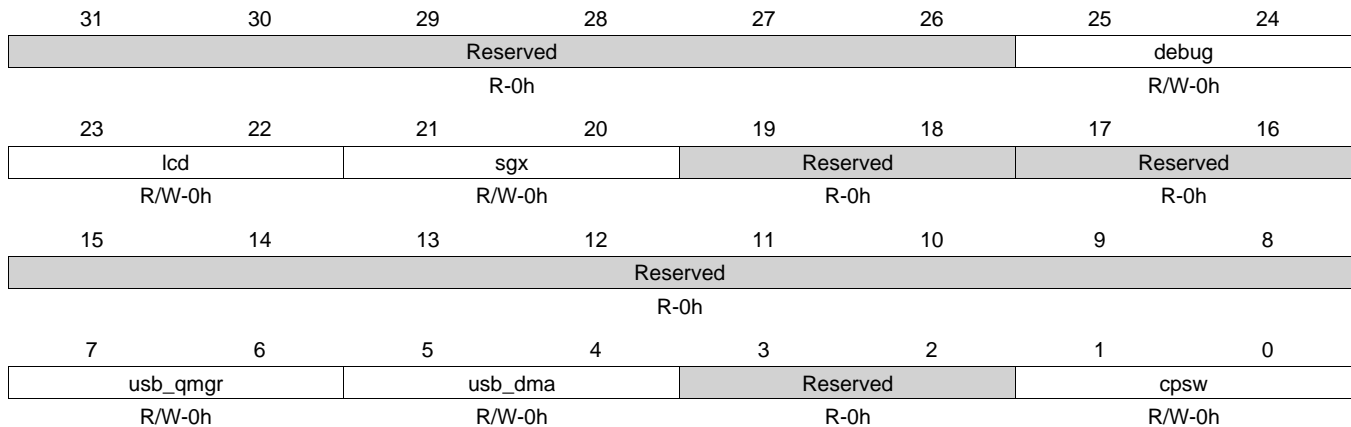 31 30 29 28 27 26 25 24
Reserved debug
R-0h R/W-0h
23 22 21 20 19 18 17 16
lcd sgx Reserved Reserved
R/W-0h R/W-0h R-0h R-0h
15 14 13 12 11 10 9 8
Reserved
R-0h
7 6 5 4 3 2 1 0
usb_qmgr usb_dma Reserved cpsw
R/W-0h R/W-0h R-0h R/W-0h